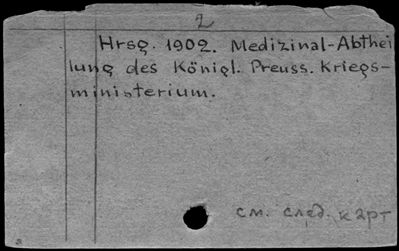 2
Hrsg. 1902. Medizinal-Abthei
lung des Königl. Preuss. Kriegs-
ministerium.
см. след. карт